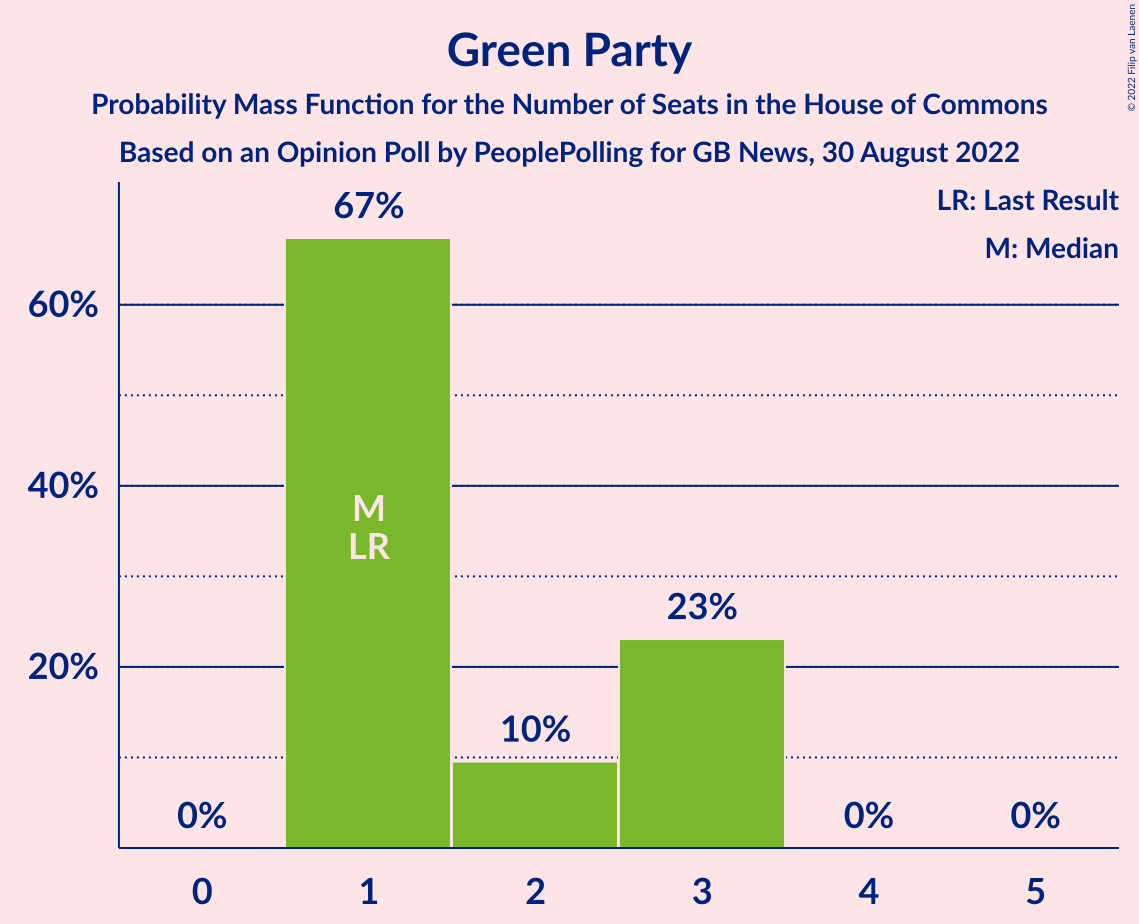 Green Party
Probability Mass Function for the Number of Seats in the House of Commons
Based on an Opinion Poll by PeoplePolling for GB News, 30 August 2022
© 2022 Filip van Laenen
LR: Last Result
M: Median
67%
60%
40%
M
LR
23%
20%
10%
0%
0%
0%
0 1 2 3 4 5